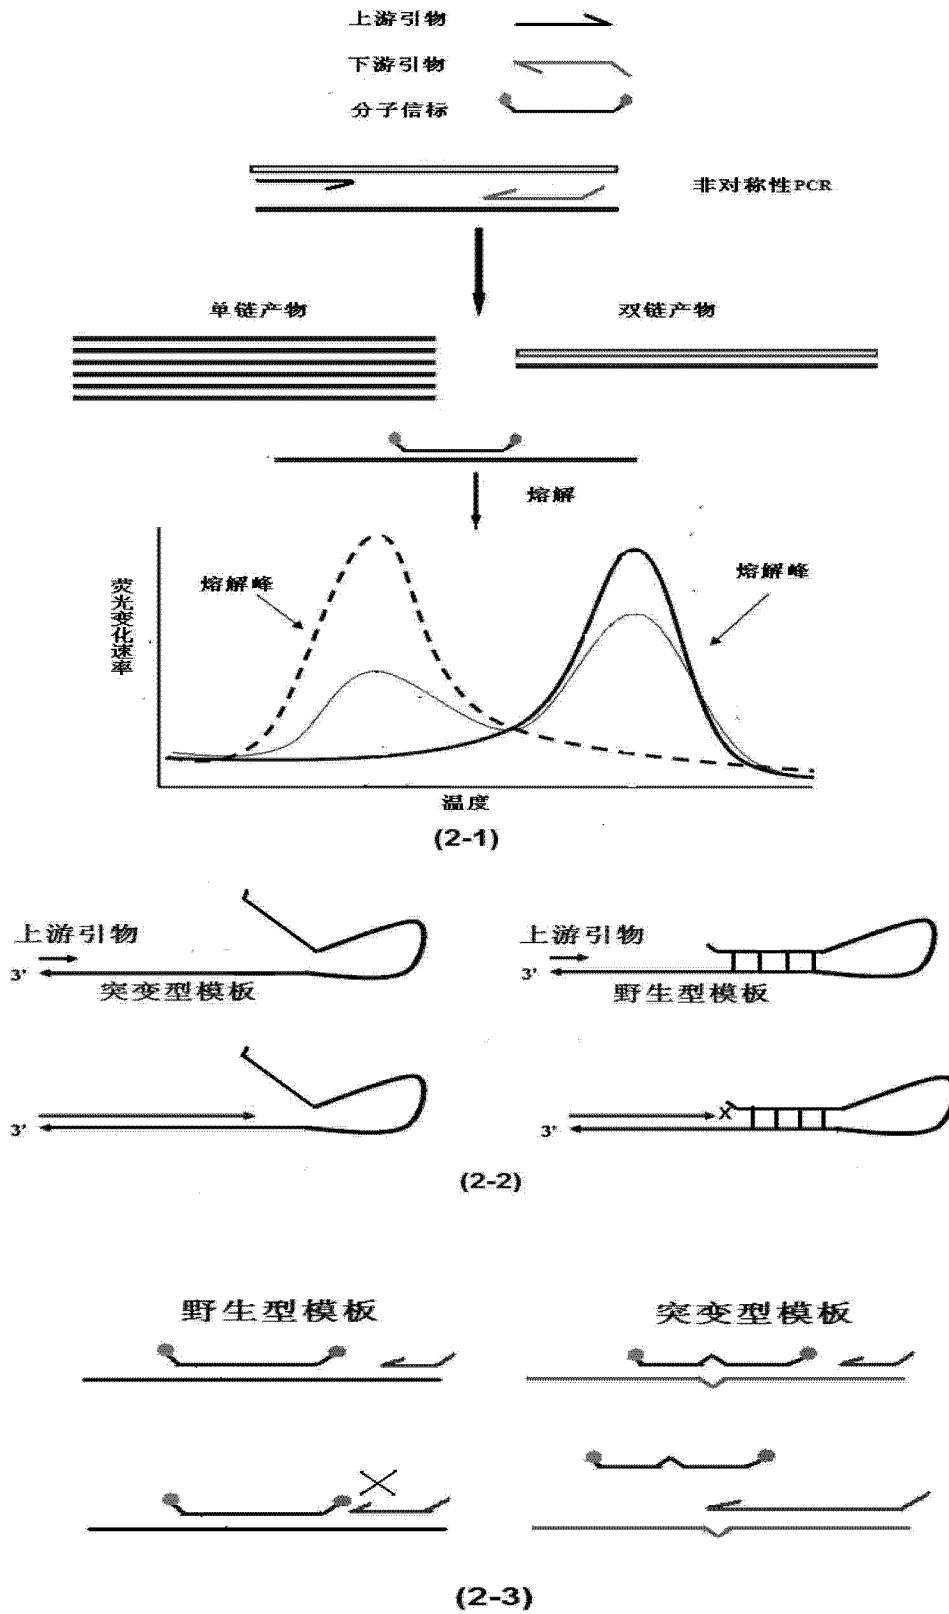 上游引物
下游引物
分子信标
非对称性PCR
单链产物
双链产物
熔解
熔解峰
熔解峰
荧光变化速率
温度
(2-1)
上游引物
上游引物
3'
3'
突变型模板
野生型模板
3'
3'
X
(2-2)
野生型模板
突变型模板
(2-3)